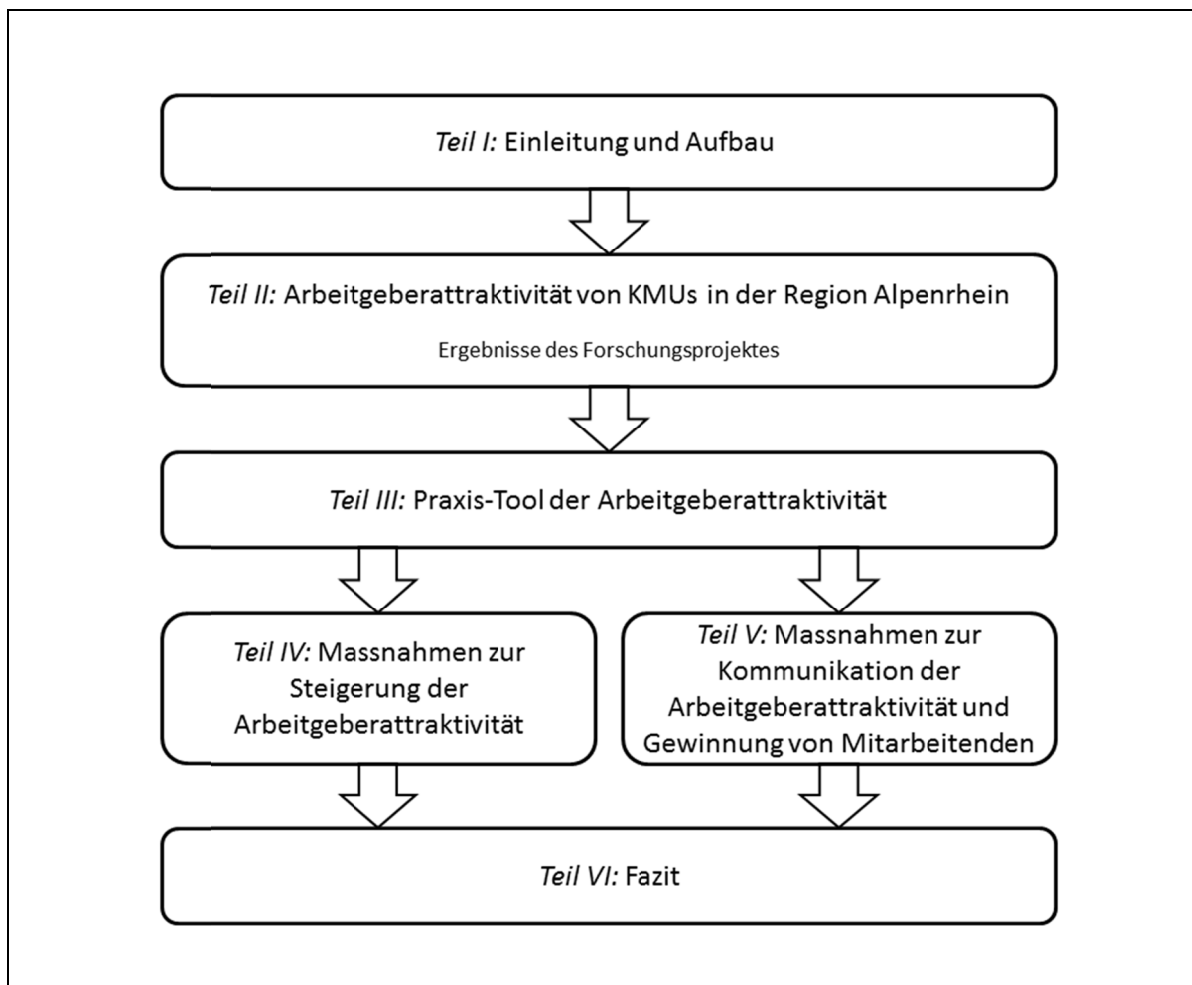 Teil I: Einleitung und Aufbau
Teil II: Arbeitgeberattraktivität von KMUs in der Region Alpenrhein
Ergebnisse des Forschungsprojektes
Teil III: Praxis-Tool der Arbeitgeberattraktivität
Teil IV: Massnahmen zur
Steigerung der
Arbeitgeberattraktivität
Teil V: Massnahmen zur
Kommunikation der
Arbeitgeberattraktivität und
Gewinnung von Mitarbeitenden
Teil VI: Fazit